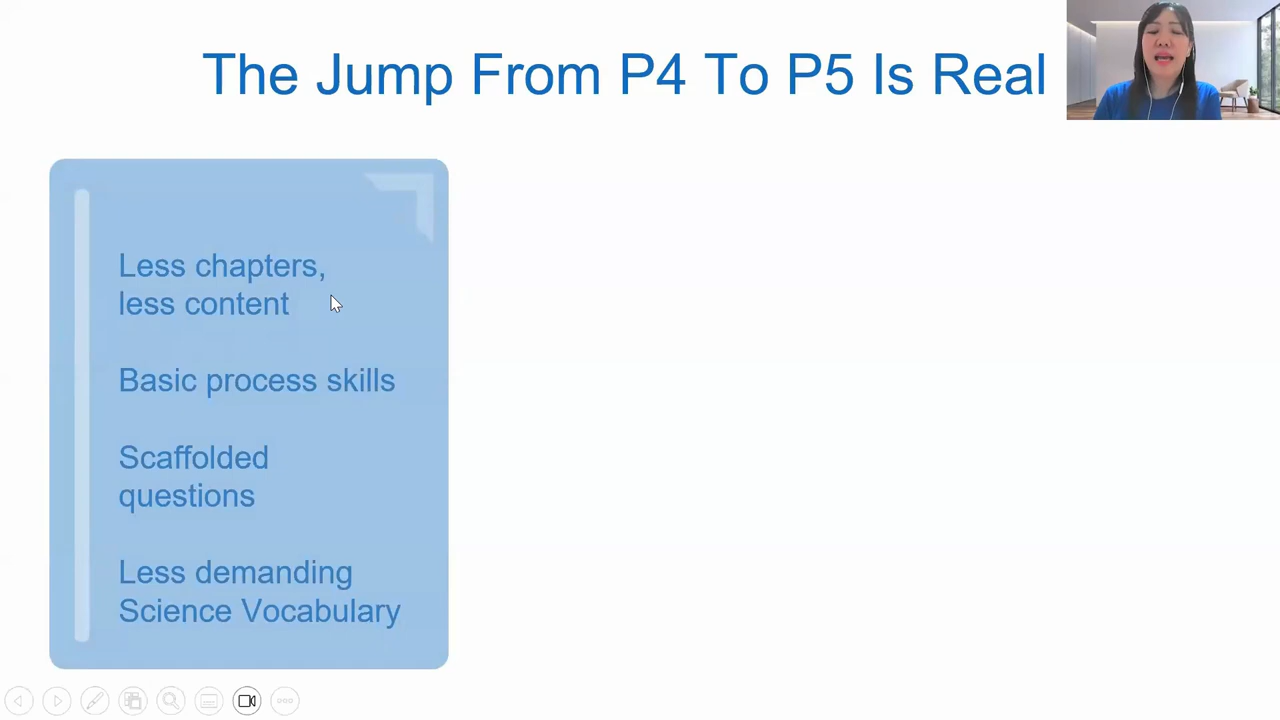 The Jump From P4 To P5 Is Real
Less chapters,
less content
Basic process skills
Scaffolded
questions
Less demanding
Science Vocabulary